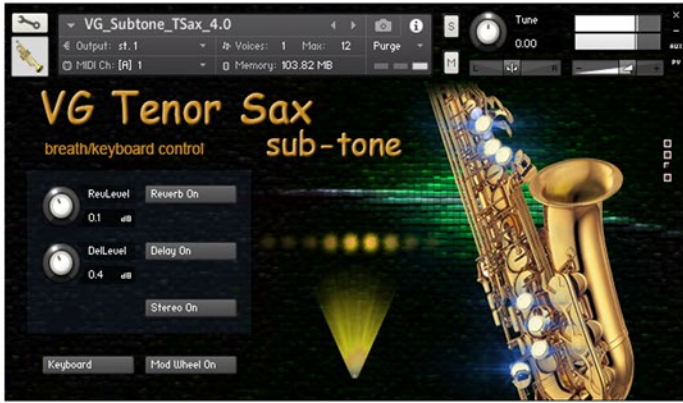 VG_Subtone_TSax_4.0
Output: st.1
Voices: 1 Max: 12
Purge
MIDI Ch: [A] 1
Memory: 103.82 MB
S
M
Tune
0.00
L
R
AUX
PV
VG Tenor Sax
sub-tone
breath/keyboard control
RevLevel
Reverb On
0.1 dB
DelLevel
Delay On
0.4 dB
Stereo On
Keyboard
Mod Wheel On